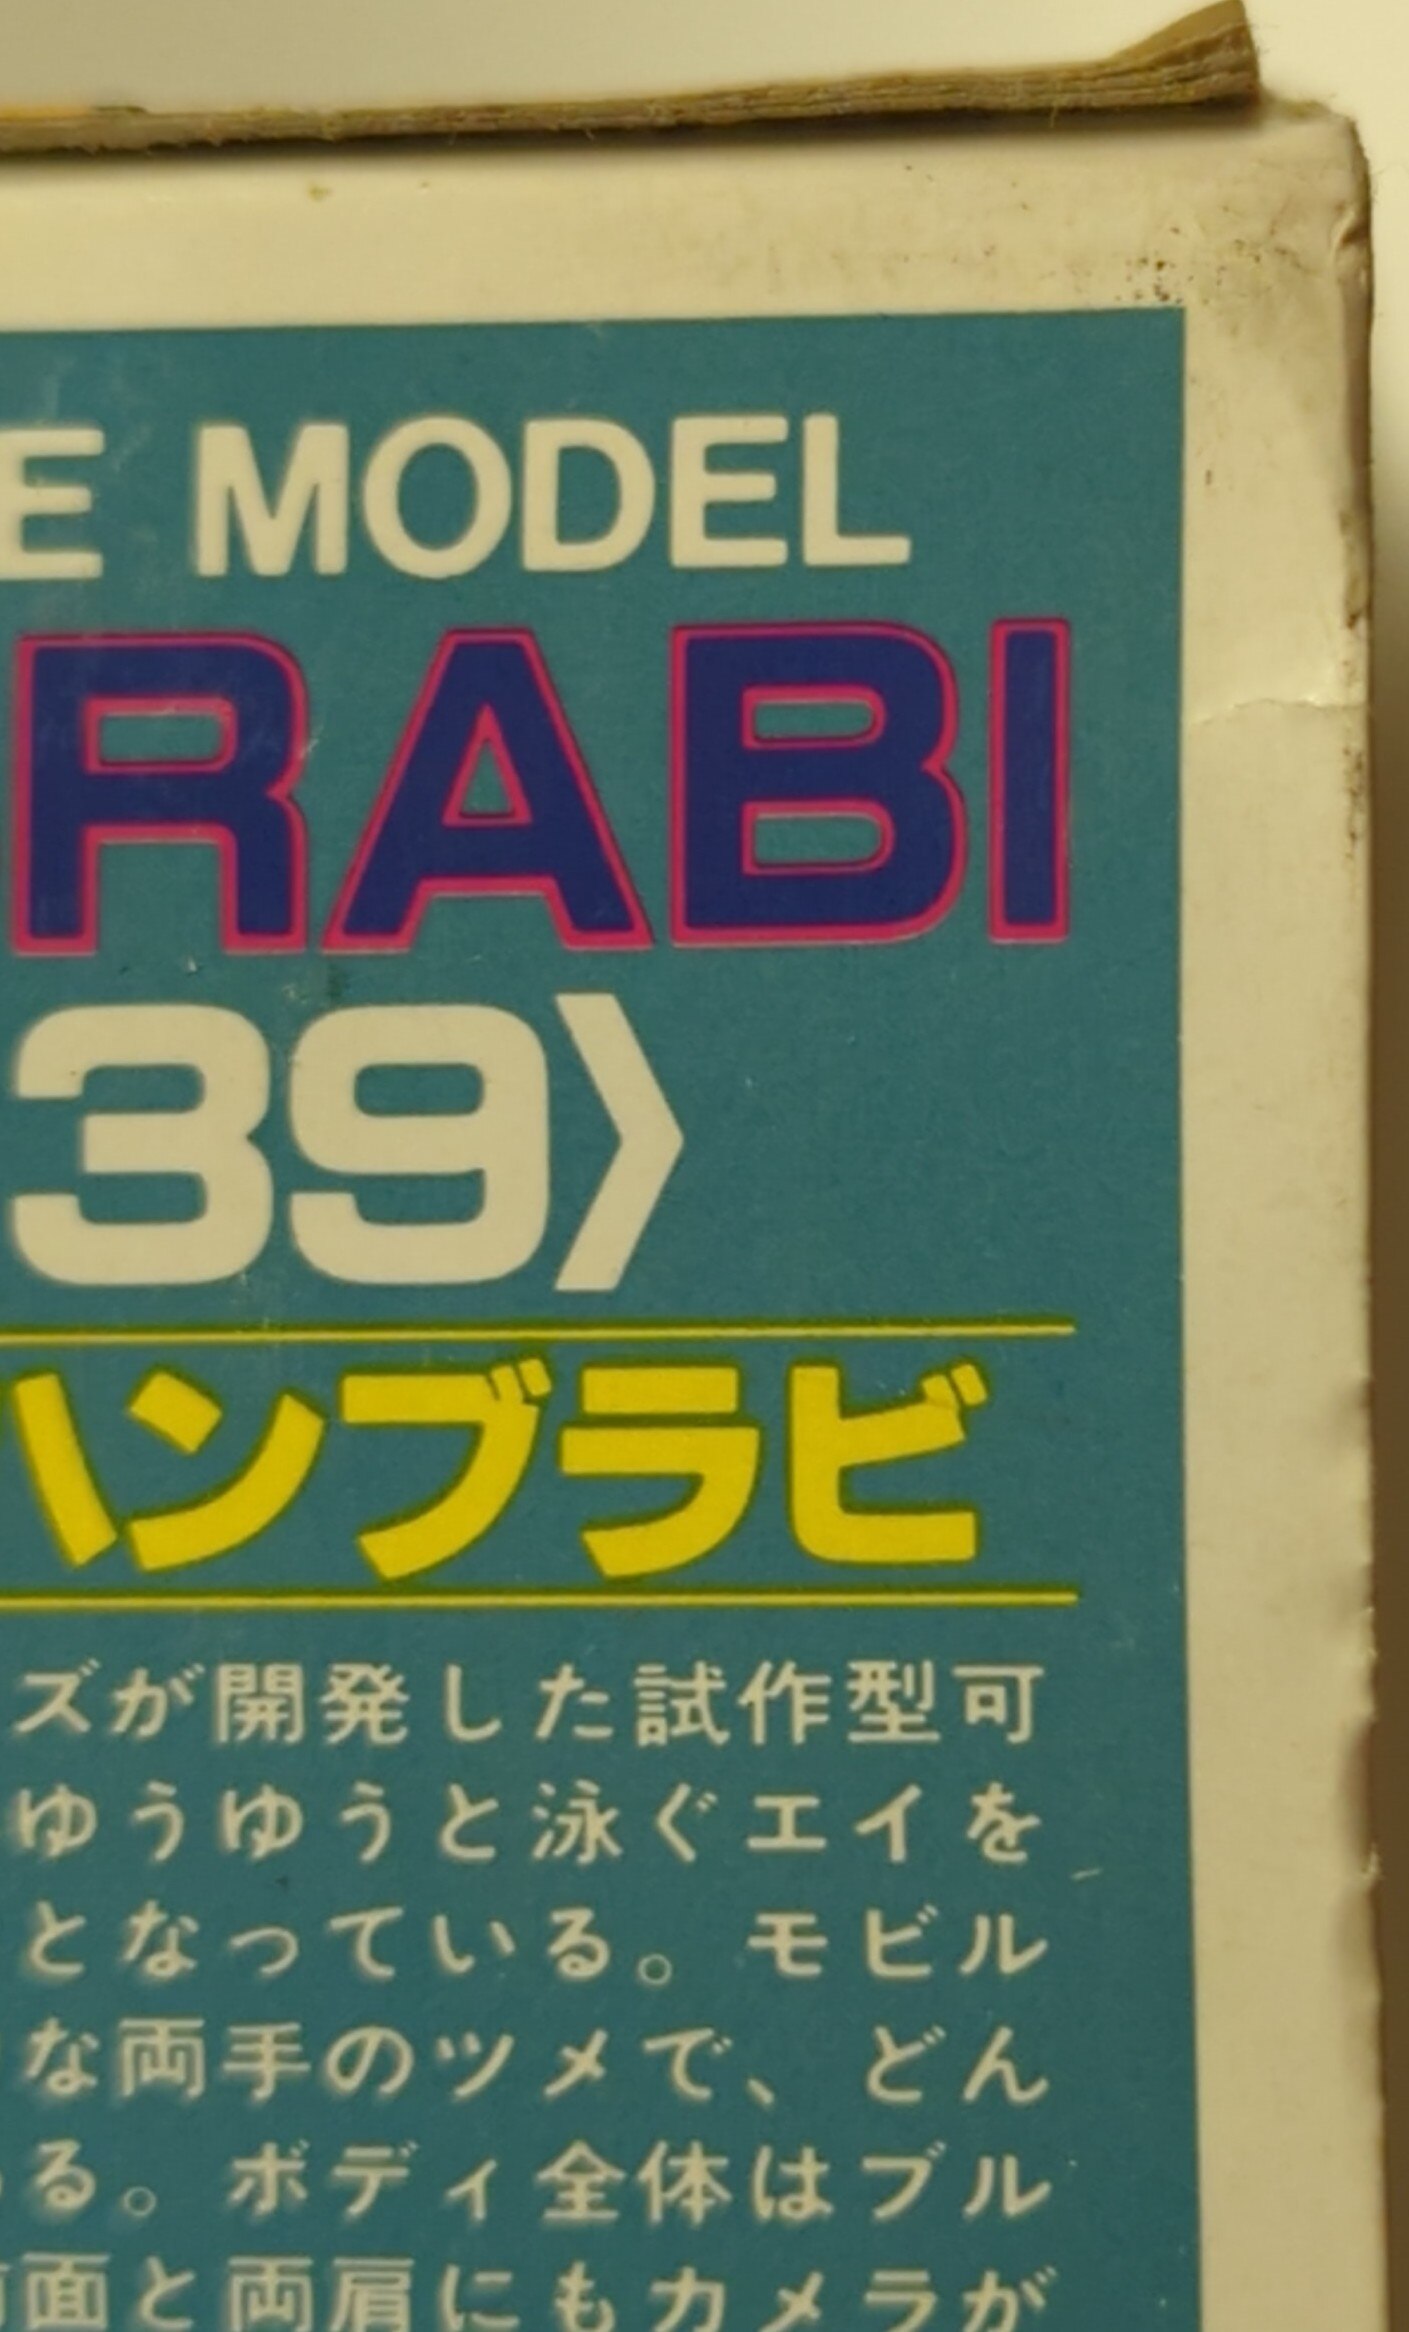 E MODEL
RABI
39〉
ハンブラビ
ズが開発した試作型可
ゆうゆうと泳ぐエイを
となっている。モビル
な両手のツメで、どん
る。ボディ全体はブル
面と両肩にもカメラが